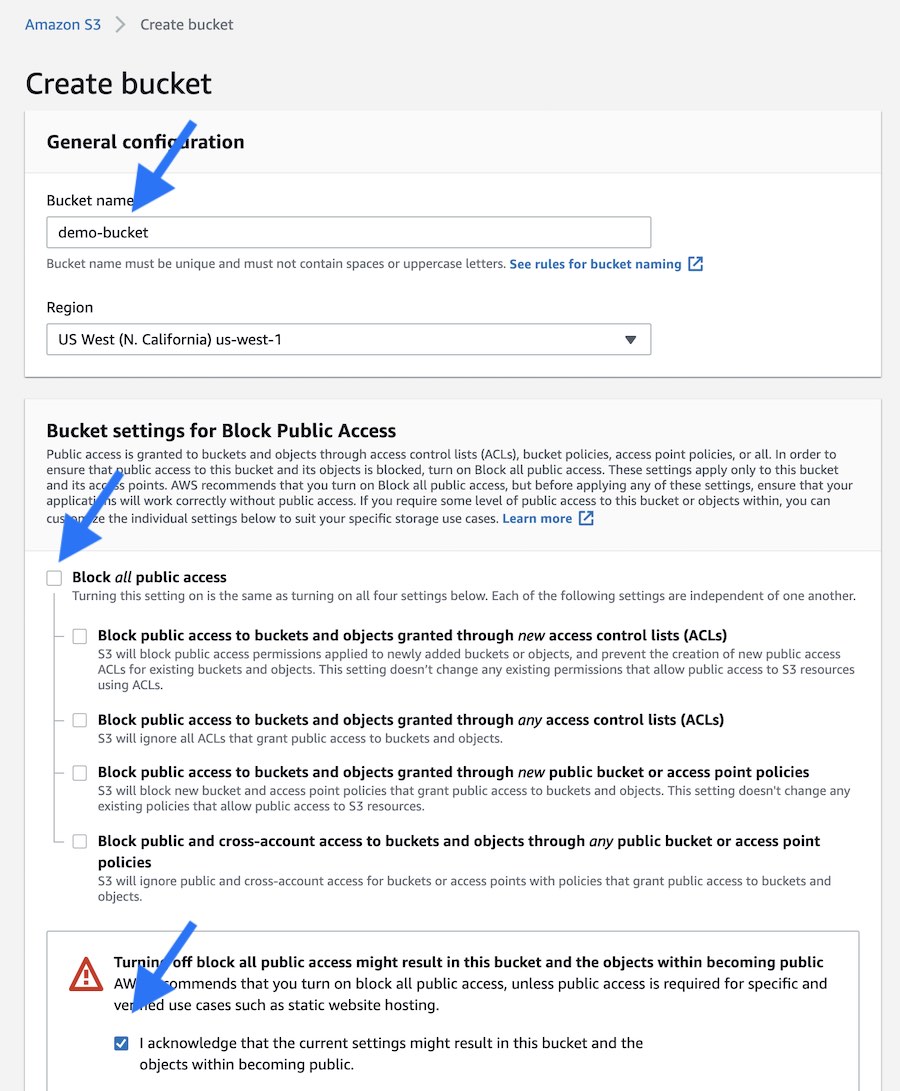 Amazon S3 > Create bucket
Create bucket
General configuration
Bucket name
demo-bucket
Bucket name must be unique and must not contain spaces or uppercase letters. See rules for bucket naming
Region
US West (N. California) us-west-1
Bucket settings for Block Public Access
Public access is granted to buckets and objects through access control lists (ACLs), bucket policies, access point policies, or all. In order to
ensure that public access to this bucket and its objects is blocked, turn on Block all public access. These settings apply only to this bucket
and its access points. AWS recommends that you turn on Block all public access, but before applying any of these settings, ensure that your
applications will work correctly without public access. If you require some level of public access to this bucket or objects within, you can
customize the individual settings below to suit your specific storage use cases. Learn more
Block all public access
Turning this setting on is the same as turning on all four settings below. Each of the following settings are independent of one another.
Block public access to buckets and objects granted through new access control lists (ACLs)
S3 will block public access permissions applied to newly added buckets or objects, and prevent the creation of new public access
ACLs for existing buckets and objects. This setting doesn't change any existing permissions that allow public access to S3 resources
using ACLs.
Block public access to buckets and objects granted through any access control lists (ACLs)
S3 will ignore all ACLs that grant public access to buckets and objects.
Block public access to buckets and objects granted through new public bucket or access point policies
S3 will block new bucket and access point policies that grant public access to buckets and objects. This setting doesn't change any
existing policies that allow public access to S3 resources.
Block public and cross-account access to buckets and objects through any public bucket or access point
policies
S3 will ignore public and cross-account access for buckets or access points with policies that grant public access to buckets and
objects.
Turning off block all public access might result in this bucket and the objects within becoming public
AWS recommends that you turn on block all public access, unless public access is required for specific and
verified use cases such as static website hosting.
I acknowledge that the current settings might result in this bucket and the
objects within becoming public.